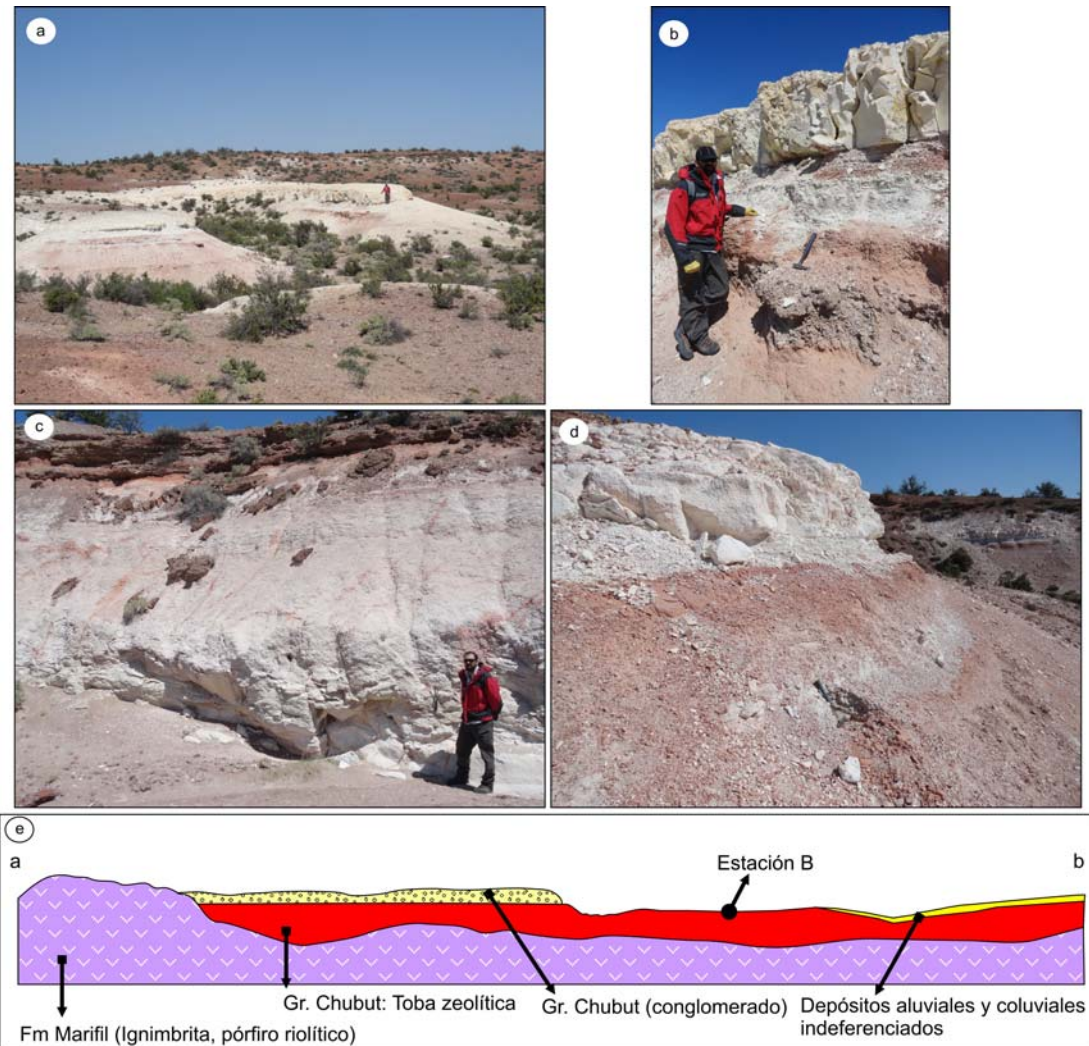 a
b
c
d
e
a
b
Estación B
Gr. Chubut: Toba zeolítica
Gr. Chubut (conglomerado)
Depósitos aluviales y coluviales
indeferenciados
Fm Marifil (Ignimbrita, pórfiro riolítico)